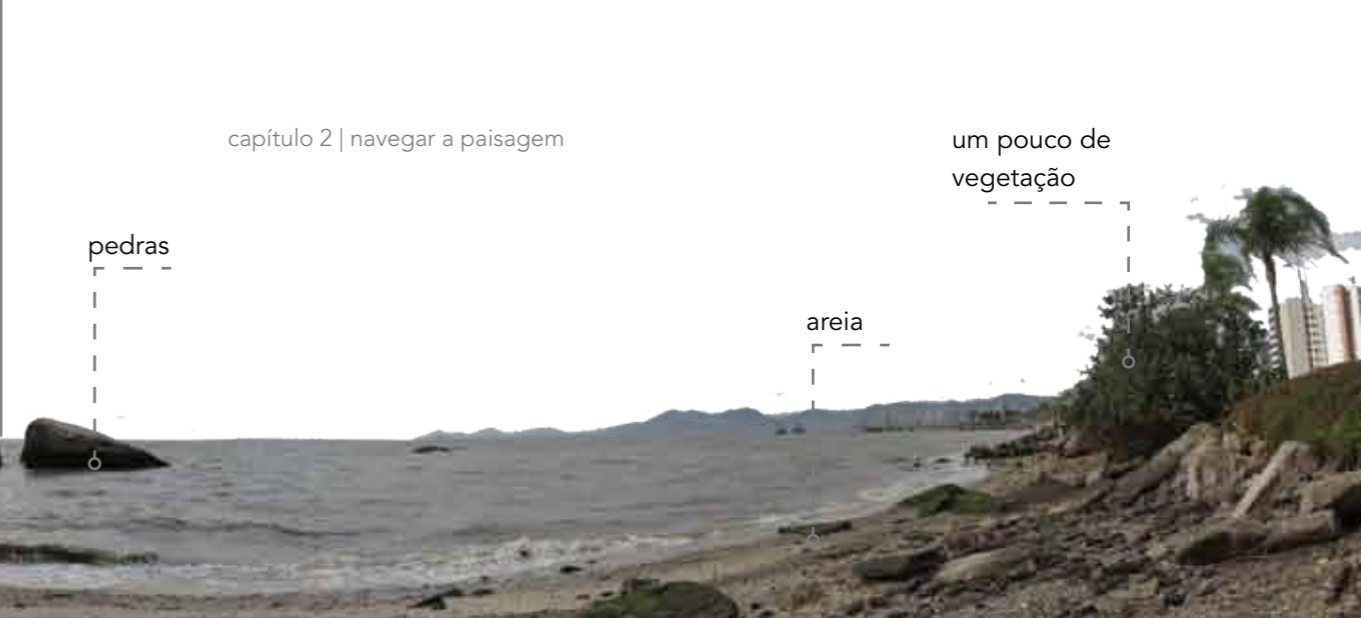 capítulo 2 | navegar a paisagem
um pouco de
vegetação
pedras
areia